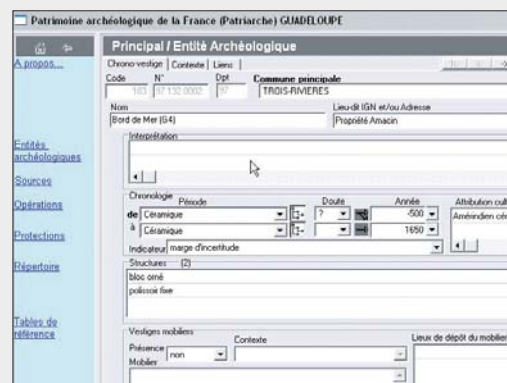 Patrimoine archéologique de la France (Patriarche) GUADELOUPE
Principal / Entité Archéologique
A propos...
Entités archéologiques
Sources
Opérations
Protections
Répertoire
Tables de référence
Chrono-vestige Contexte Liens
Code N° Dpt Commune principale
103 97 132 0002 97 TROIS-RIVIERES
Nom Lieu-dit IGN et/ou Adresse
Bord de Mer (G4) Propriété Amacin
Interprétation
Chronologie Période Doute Année Attribution cult
de Céramique ? -500 Amérindien cér
à Céramique 1650
Indicateur marge d'incertitude
Structures (2)
bloc orné
polissoir fixe
Vestiges mobiliers
Présence non Contexte Lieux de dépôt du mobilier
Mobilier